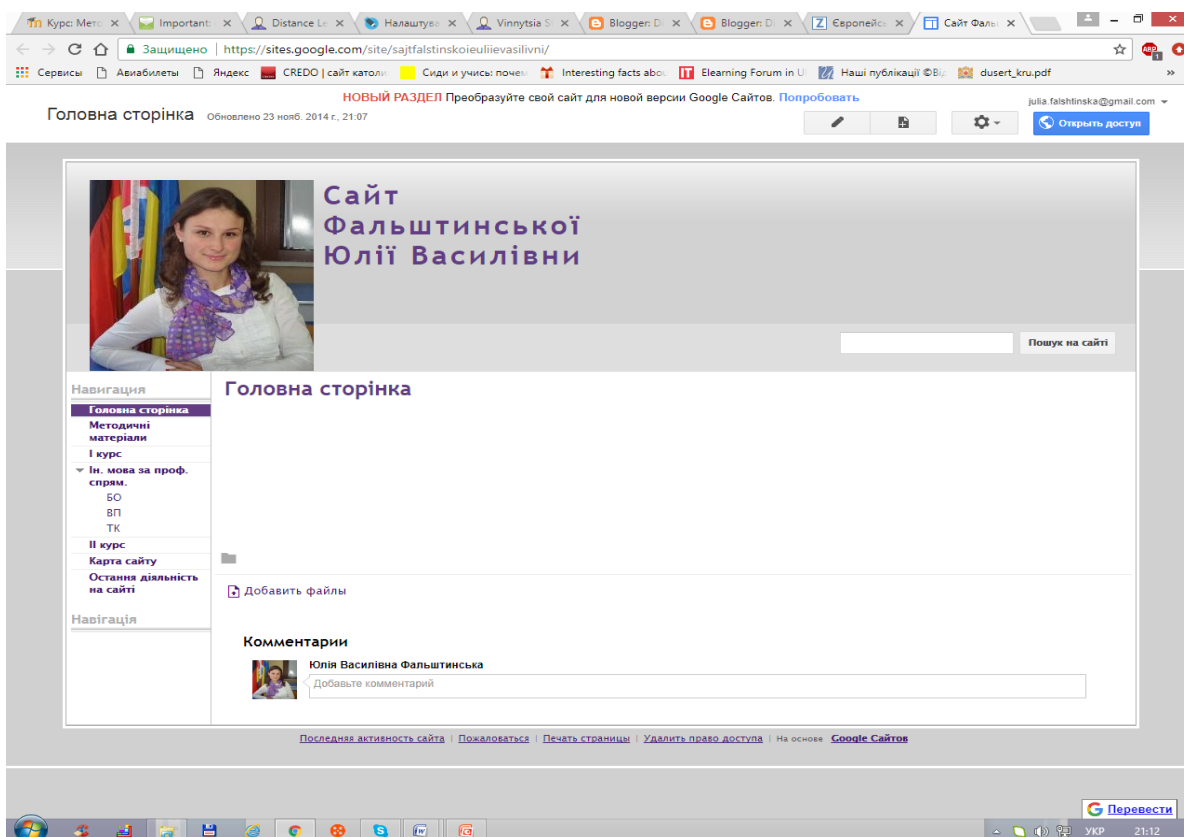 Курс: Мето
Important:
Distance Le
Налаштува
Vinnytsia S
Blogger: D
Blogger: D
Європейсь
Сайт Фаль
Защищено
https://sites.google.com/site/sajtfalstinskoieuliievasilivni/
Сервисы
Авиабилеты
Яндекс
CREDO | сайт католи
Сиди и учись: почем
Interesting facts abou
Elearning Forum in U
Наші публікації ©Ві
dusert_kru.pdf
НОВЫЙ РАЗДЕЛ Преобразуйте свой сайт для новой версии Google Сайтов. Попробовать
julia.falshtinska@gmail.com
Головна сторінка Обновлено 23 нояб. 2014 г., 21:07
Открыть доступ
Сайт
Фальштинської
Юлії Василівни
Пошук на сайті
Навигация
Головна сторінка
Методичні
матеріали
І курс
Ін. мова за проф.
спрям.
БО
ВП
ТК
ІІ курс
Карта сайту
Остання діяльність
на сайті
Навігація
Головна сторінка
Добавить файлы
Комментарии
Юлія Василівна Фальштинська
Добавьте комментарий
Последняя активность сайта | Пожаловаться | Печать страницы | Удалить право доступа | На основе Google Сайтов
Перевести
УКР
21:12